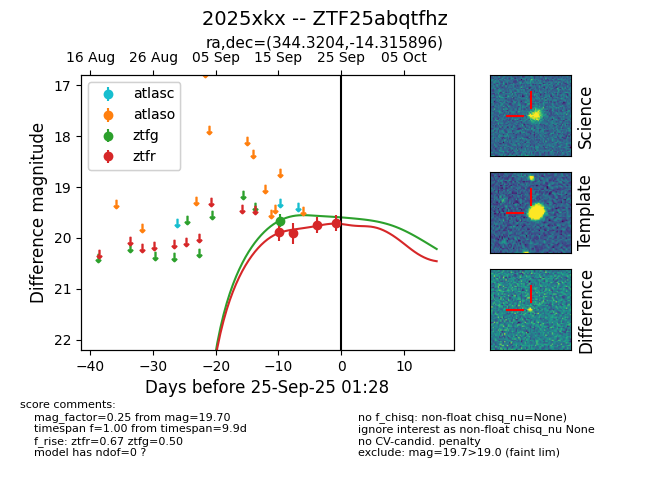 2025xkx -- ZTF25abqtfhz
ra,dec=(344.3204,-14.315896)
16 Aug 26 Aug 05 Sep 15 Sep 25 Sep 05 Oct
17
18
19
20
21
22
Difference magnitude
atlasc
atlaso
ztfg
ztfr
−40 −30 −20 −10 0 10
Days before 25-Sep-25 01:28
Science
Template
Difference
score comments:
mag_factor=0.25 from mag=19.70
timespan f=1.00 from timespan=9.9d
f_rise: ztfr=0.67 ztfg=0.50
model has ndof=0 ?
no f_chisq: non-float chisq_nu=None)
ignore interest as non-float chisq_nu None
no CV-candid. penalty
exclude: mag=19.7>19.0 (faint lim)